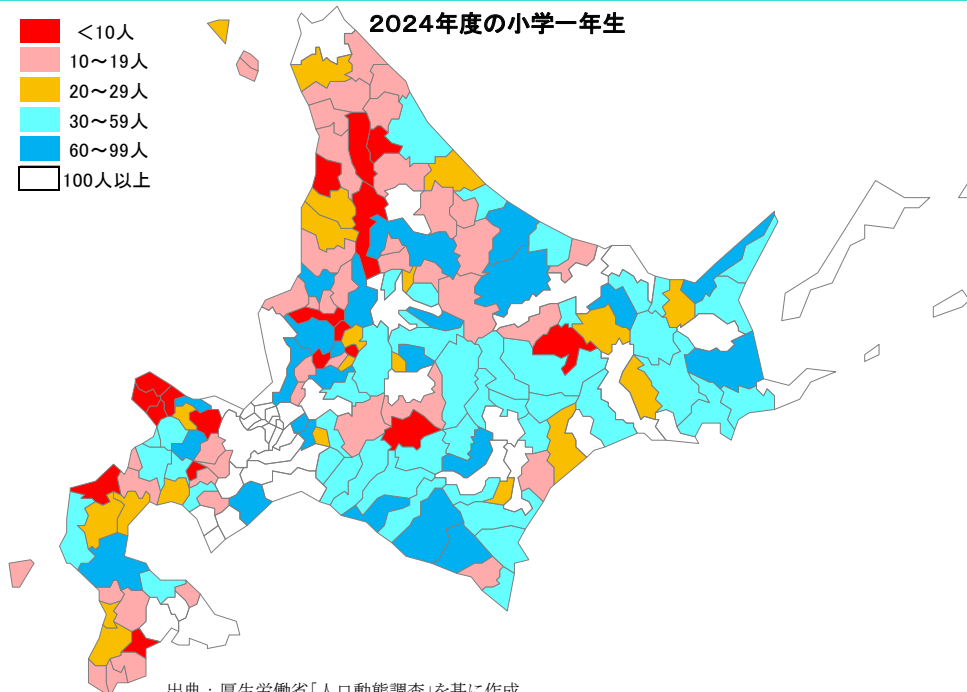 2024年度の小学一年生
<10人
10～19人
20～29人
30～59人
60～99人
100人以上
出典：厚生労働省「人口動態調査」を基に作成